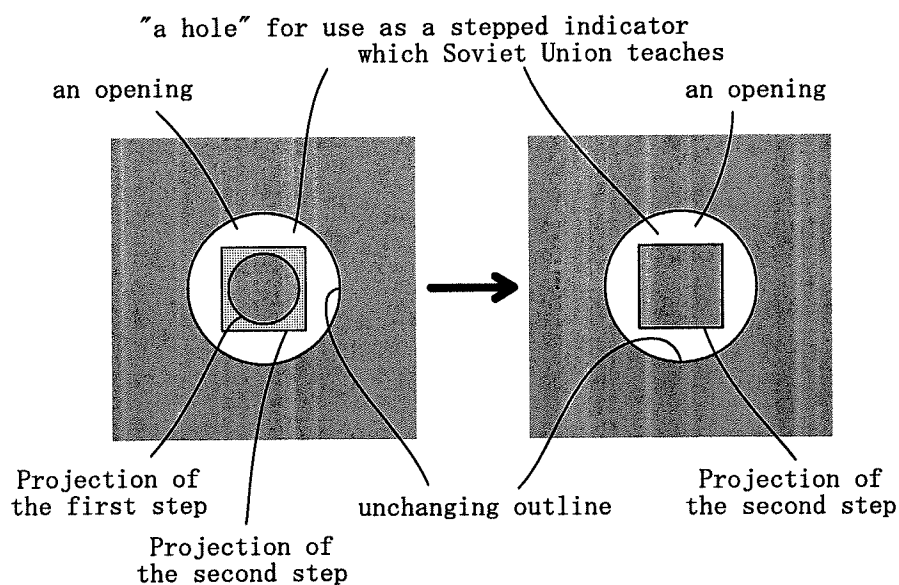 "a hole" for use as a stepped indicator
which Soviet Union teaches
an opening
an opening
Projection of
the first step
unchanging outline
Projection of
the second step
Projection of
the second step